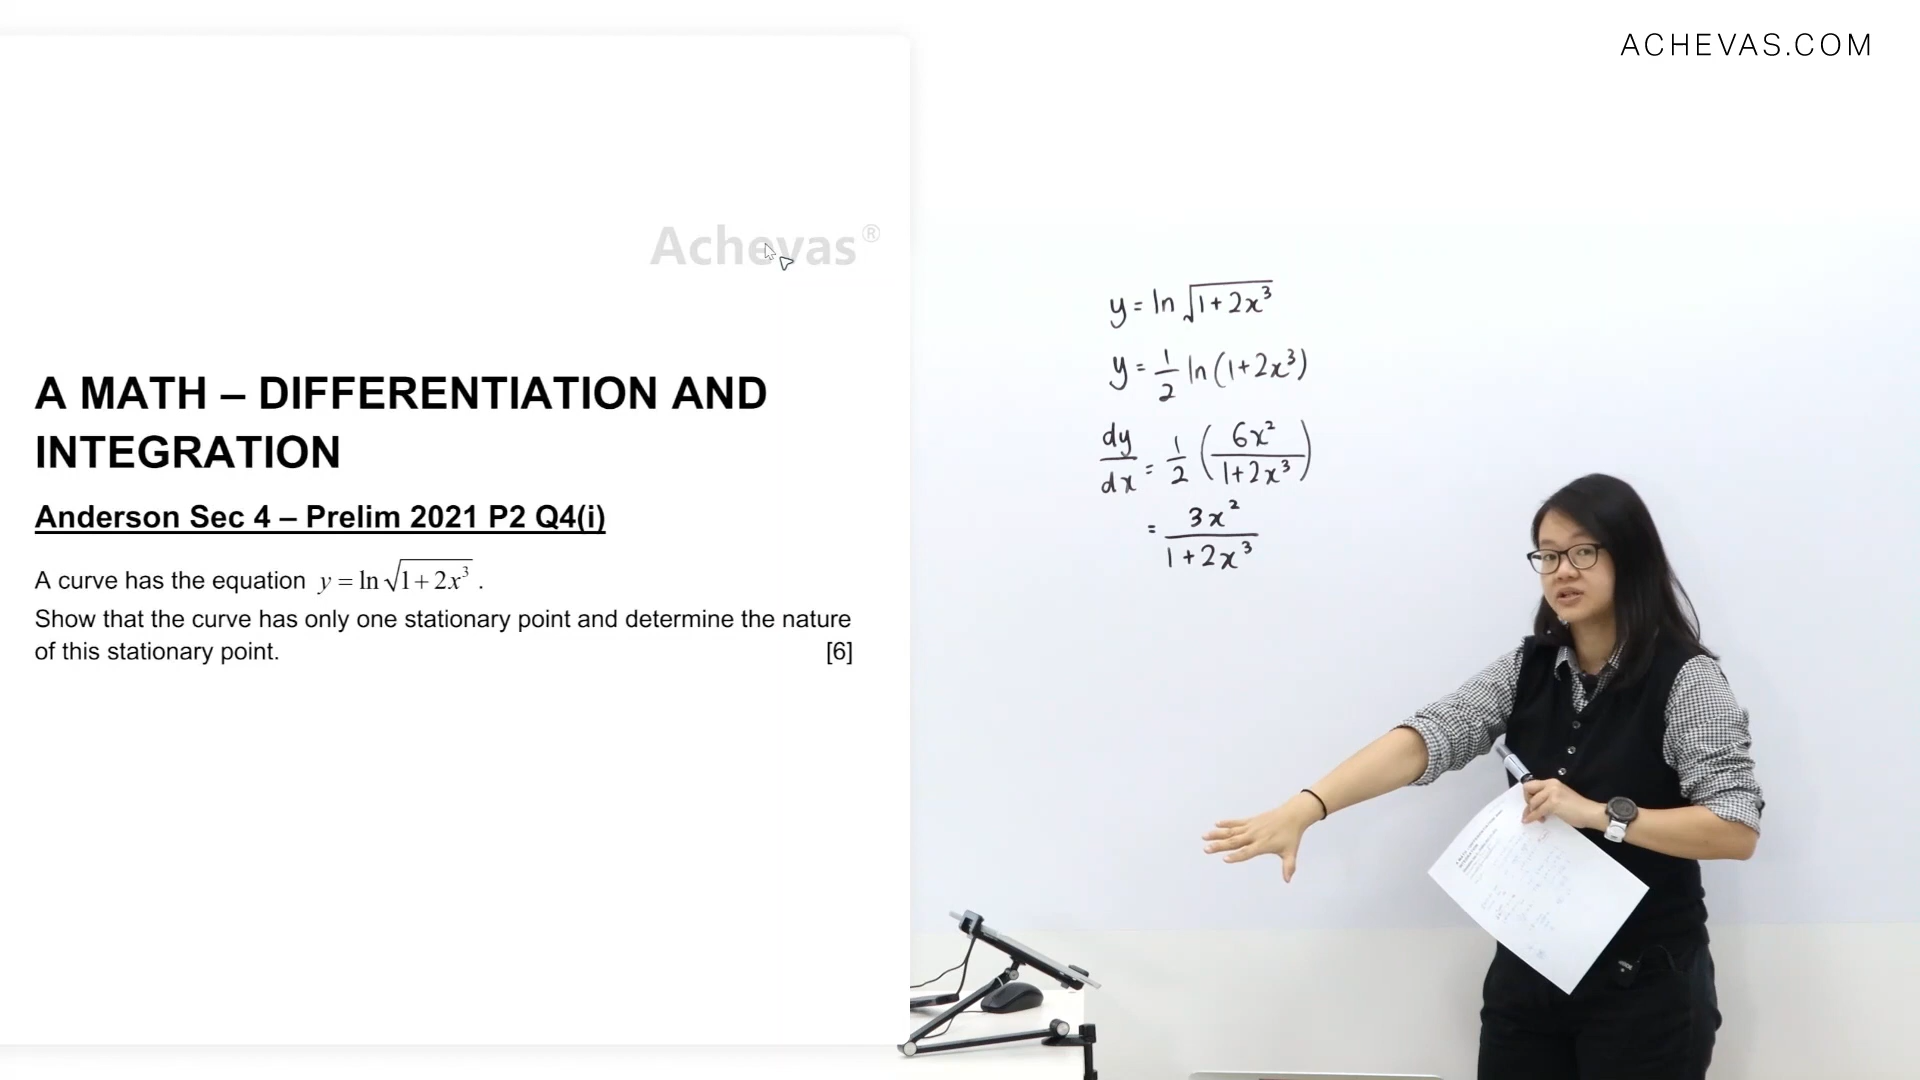 ACHEVAS.COM
Achevas®
A MATH – DIFFERENTIATION AND
INTEGRATION
Anderson Sec 4 – Prelim 2021 P2 Q4(i)
A curve has the equation y = ln √(1 + 2x³) .
Show that the curve has only one stationary point and determine the nature
of this stationary point. [6]
y = ln √(1 + 2x³)
y = 1/2 ln (1 + 2x³)
dy/dx = 1/2 (6x²/(1 + 2x³))
= 3x²/(1 + 2x³)